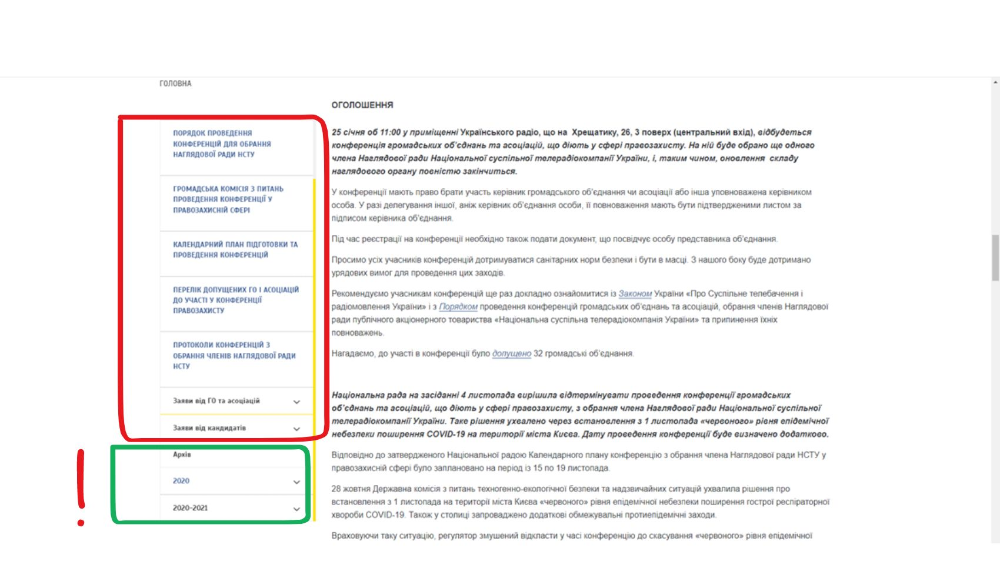 ГОЛОВНА
ПОРЯДОК ПРОВЕДЕННЯ
КОНФЕРЕНЦІЙ ДЛЯ ОБРАННЯ
НАГЛЯДОВОЇ РАДИ НСТУ
ГРОМАДСЬКА КОМІСІЯ З ПИТАНЬ
ПРОВЕДЕННЯ КОНФЕРЕНЦІЇ У
ПРАВОЗАХИСНІЙ СФЕРІ
КАЛЕНДАРНИЙ ПЛАН ПІДГОТОВКИ ТА
ПРОВЕДЕННЯ КОНФЕРЕНЦІЙ
ПЕРЕЛІК ДОПУЩЕНИХ ГО І АСОЦІАЦІЙ
ДО УЧАСТІ У КОНФЕРЕНЦІЇ
ПРАВОЗАХИСТУ
ПРОТОКОЛИ КОНФЕРЕНЦІЙ З
ОБРАННЯ ЧЛЕНІВ НАГЛЯДОВОЇ РАДИ
НСТУ
Заяви від ГО та асоціацій
Заяви від кандидатів
Архів
2020
2020-2021
!
ОГОЛОШЕННЯ
25 січня об 11:00 у приміщенні Українського радіо, що на Хрещатику, 26, 3 поверх (центральний вхід), відбудеться
конференція громадських об'єднань та асоціацій, що діють у сфері правозахисту. На ній буде обрано ще одного
члена Наглядової ради Національної суспільної телерадіокомпанії України, і, таким чином, оновлення складу
наглядового органу повністю закінчиться.
У конференції мають право брати участь керівник громадського об'єднання чи асоціації або інша уповноважена керівником
особа. У разі делегування іншої, аніж керівник об'єднання особи, її повноваження мають бути підтвердженими листом за
підписом керівника об'єднання.
Під час реєстрації на конференції необхідно також подати документ, що посвідчує особу представника об'єднання.
Просимо усіх учасників конференцій дотримуватися санітарних норм безпеки і бути в масці. З нашого боку буде дотримано
урядових вимог для проведення цих заходів.
Рекомендуємо учасникам конференцій ще раз докладно ознайомитися із Законом України «Про Суспільне телебачення і
радіомовлення України» і з Порядком проведення конференцій громадських об'єднань та асоціацій, обрання членів Наглядової
ради публічного акціонерного товариства «Національна суспільна телерадіокомпанія України» та припинення їхніх
повноважень.
Нагадаємо, до участі в конференції було допущено 32 громадські об'єднання.
Національна рада на засіданні 4 листопада вирішила відтермінувати проведення конференції громадських
об'єднань та асоціацій, що діють у сфері правозахисту, з обрання члена Наглядової ради Національної суспільної
телерадіокомпанії України. Таке рішення ухвалено через встановлення з 1 листопада «червоного» рівня епідемічної
небезпеки поширення COVID-19 на території міста Києва. Дату проведення конференції буде визначено додатково.
Відповідно до затвердженого Національної радою Календарного плану конференцію з обрання члена Наглядової ради НСТУ у
правозахисній сфері було заплановано на період із 15 по 19 листопада.
28 жовтня Державна комісія з питань техногенно-екологічної безпеки та надзвичайних ситуацій ухвалила рішення про
встановлення з 1 листопада на території міста Києва «червоного» рівня епідемічної небезпеки поширення гострої респіраторної
хвороби COVID-19. Також у столиці запроваджено додаткові обмежувальні протиепідемічні заходи.
Враховуючи таку ситуацію, регулятор змушений відкласти у часі конференцію до скасування «червоного» рівня епідемічної